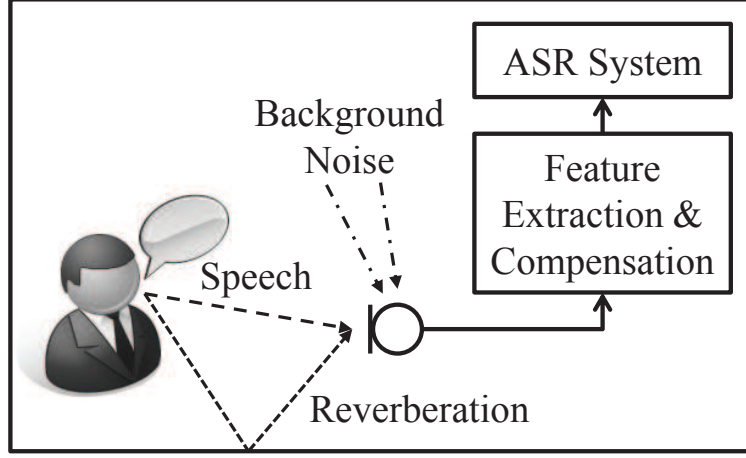 ASR System
Background
Noise
Feature
Extraction &
Compensation
Speech
Reverberation